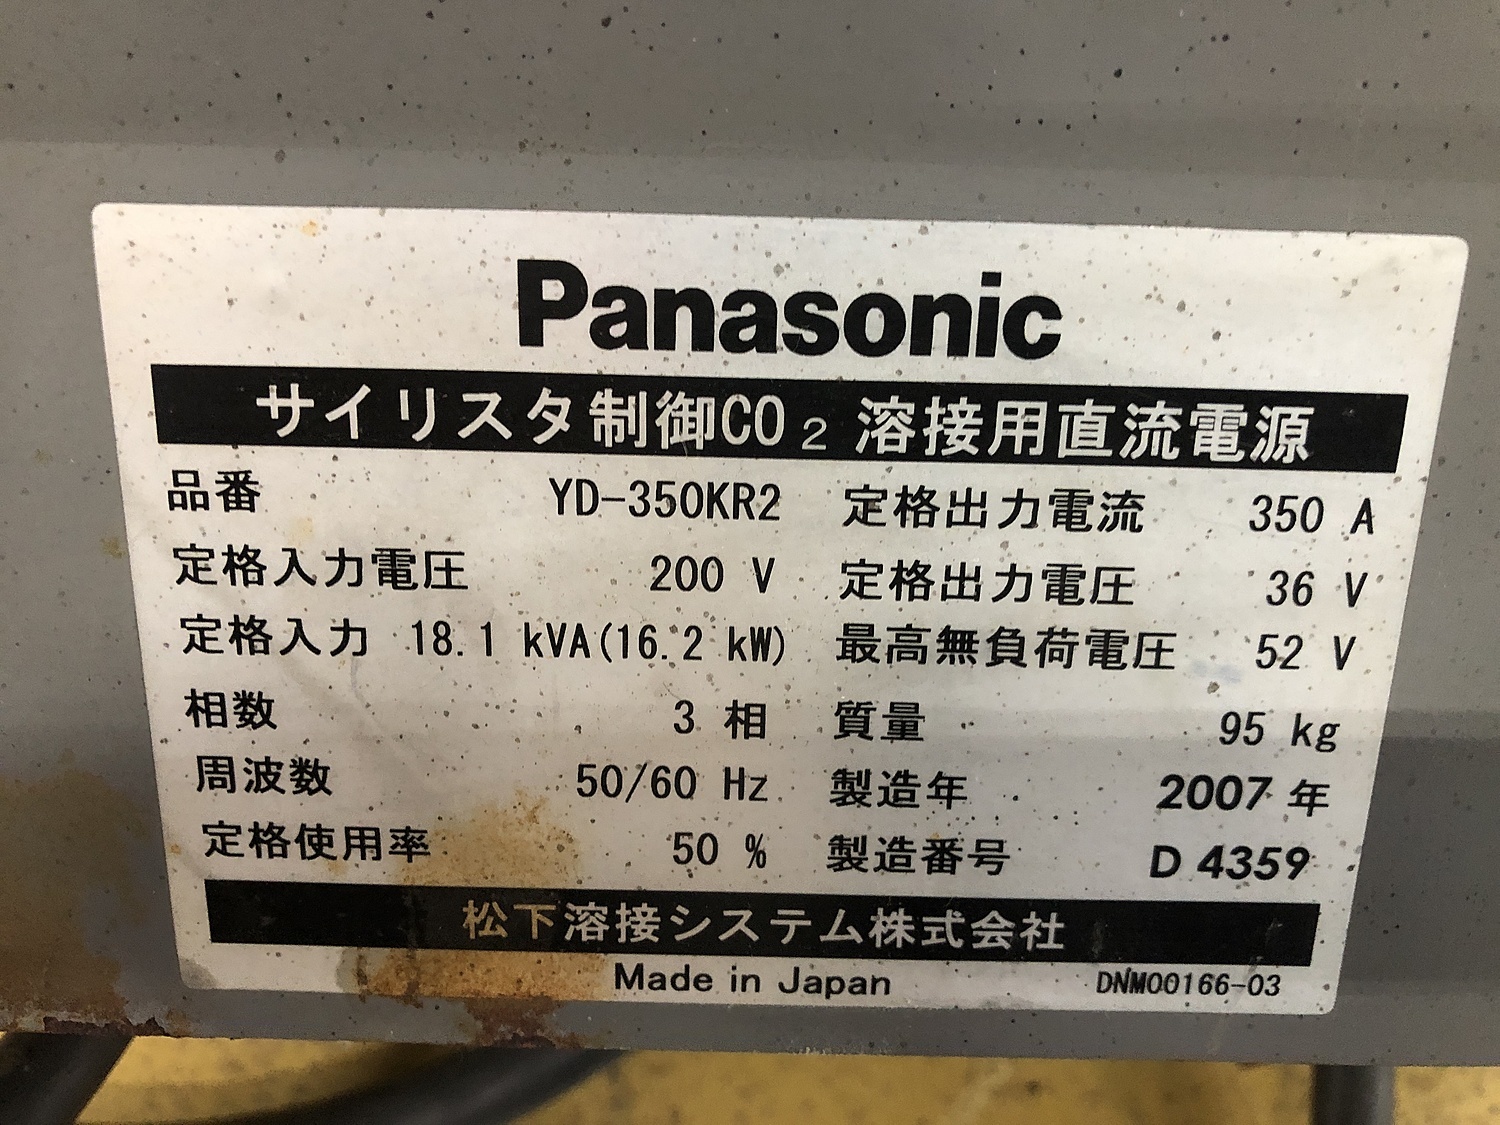 Panasonic
サイリスタ制御CO₂溶接用直流電源
品番 YD-350KR2 定格出力電流 350 A
定格入力電圧 200 V 定格出力電圧 36 V
定格入力 18.1 kVA(16.2 kW) 最高無負荷電圧 52 V
相数 3 相 質量 95 kg
周波数 50/60 Hz 製造年 2007 年
定格使用率 50 % 製造番号 D 4359
松下溶接システム株式会社
Made in Japan DNM00166-03